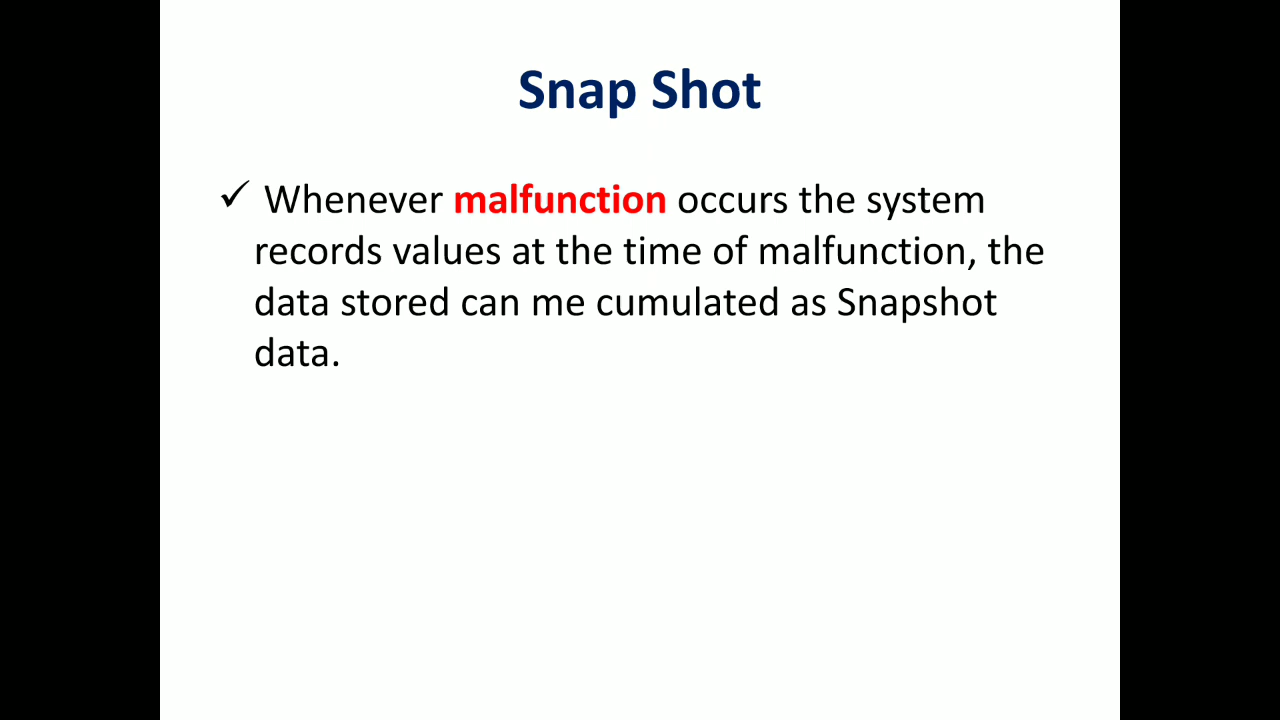 Snap Shot
✓ Whenever malfunction occurs the system
records values at the time of malfunction, the
data stored can me cumulated as Snapshot
data.